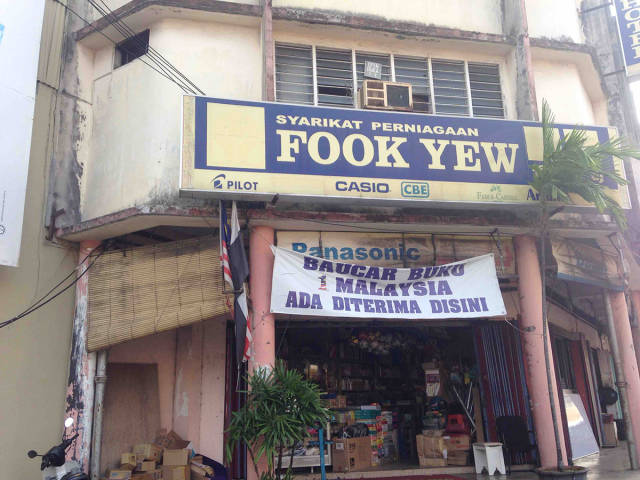 SYARIKAT PERNIAGAAN
FOOK YEW
PILOT CASIO CBE
Panasonic
BAUCAR BUKU
1 MALAYSIA
ADA DITERIMA DISINI